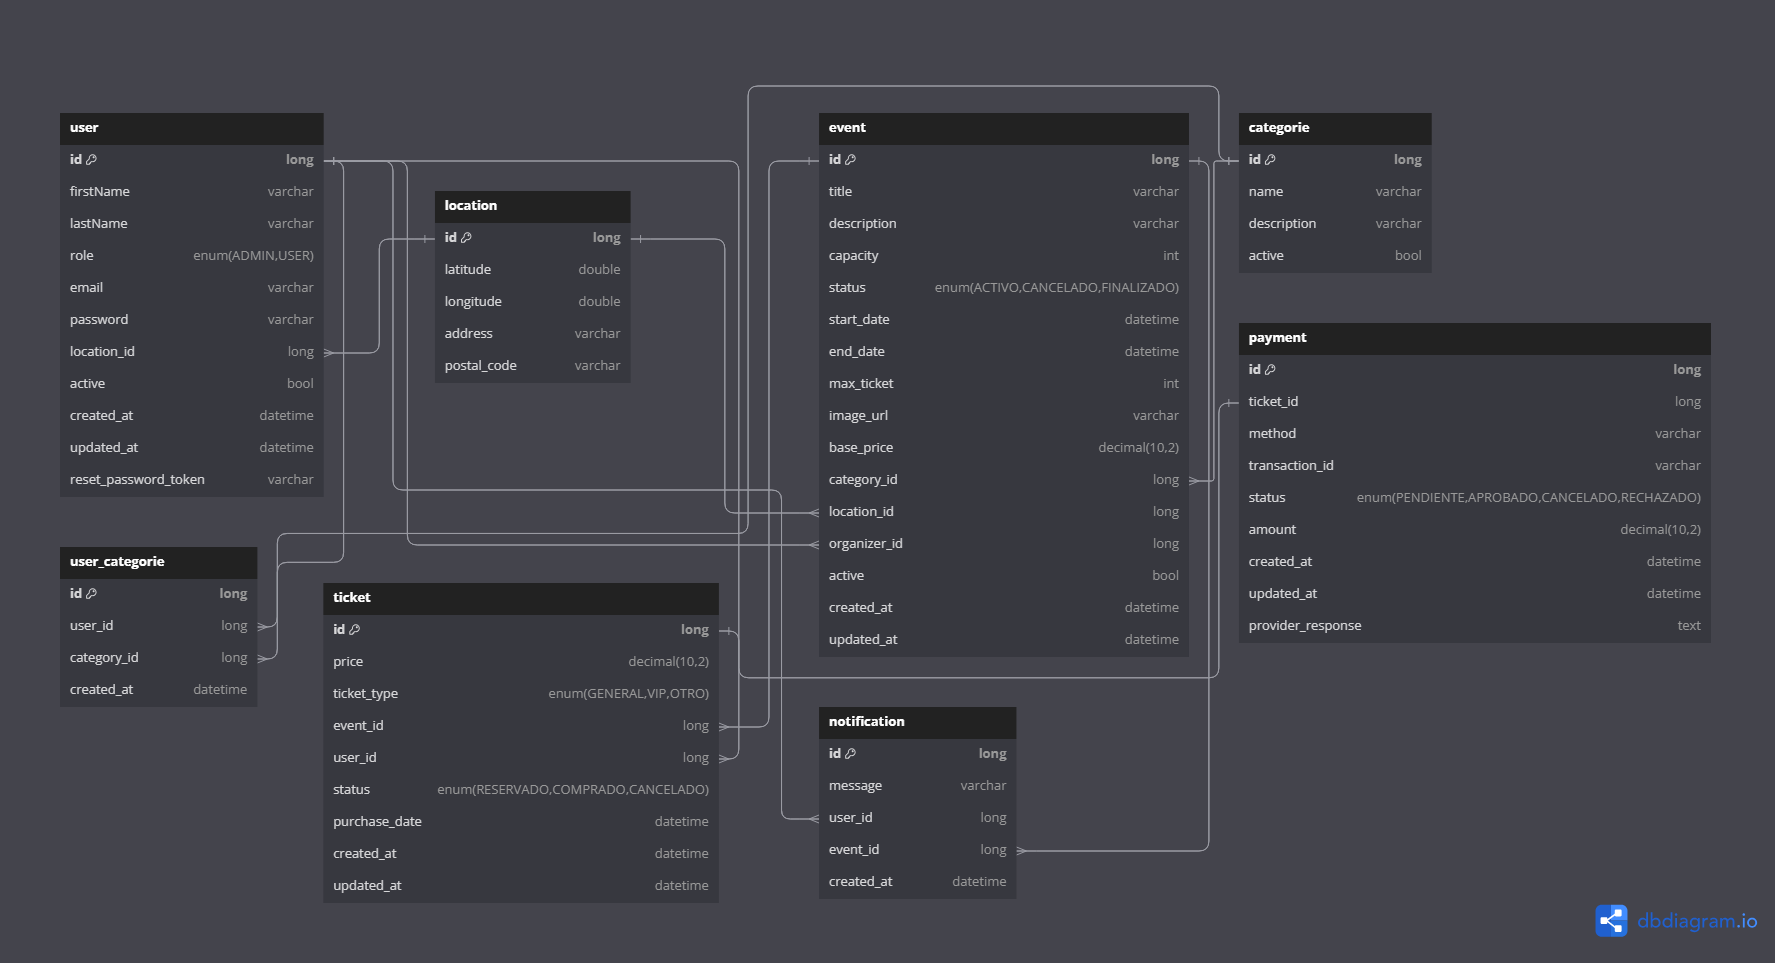 user
id long
firstName varchar
lastName varchar
role enum(ADMIN,USER)
email varchar
password varchar
location_id long
active bool
created_at datetime
updated_at datetime
reset_password_token varchar
location
id long
latitude double
longitude double
address varchar
postal_code varchar
event
id long
title varchar
description varchar
capacity int
status enum(ACTIVO,CANCELADO,FINALIZADO)
start_date datetime
end_date datetime
max_ticket int
image_url varchar
base_price decimal(10,2)
category_id long
location_id long
organizer_id long
active bool
created_at datetime
updated_at datetime
categorie
id long
name varchar
description varchar
active bool
payment
id long
ticket_id long
method varchar
transaction_id varchar
status enum(PENDIENTE,APROBADO,CANCELADO,RECHAZADO)
amount decimal(10,2)
created_at datetime
updated_at datetime
provider_response text
user_categorie
id long
user_id long
category_id long
created_at datetime
ticket
id long
price decimal(10,2)
ticket_type enum(GENERAL,VIP,OTRO)
event_id long
user_id long
status enum(RESERVADO,COMPRADO,CANCELADO)
purchase_date datetime
created_at datetime
updated_at datetime
notification
id long
message varchar
user_id long
event_id long
created_at datetime
dbdiagram.io